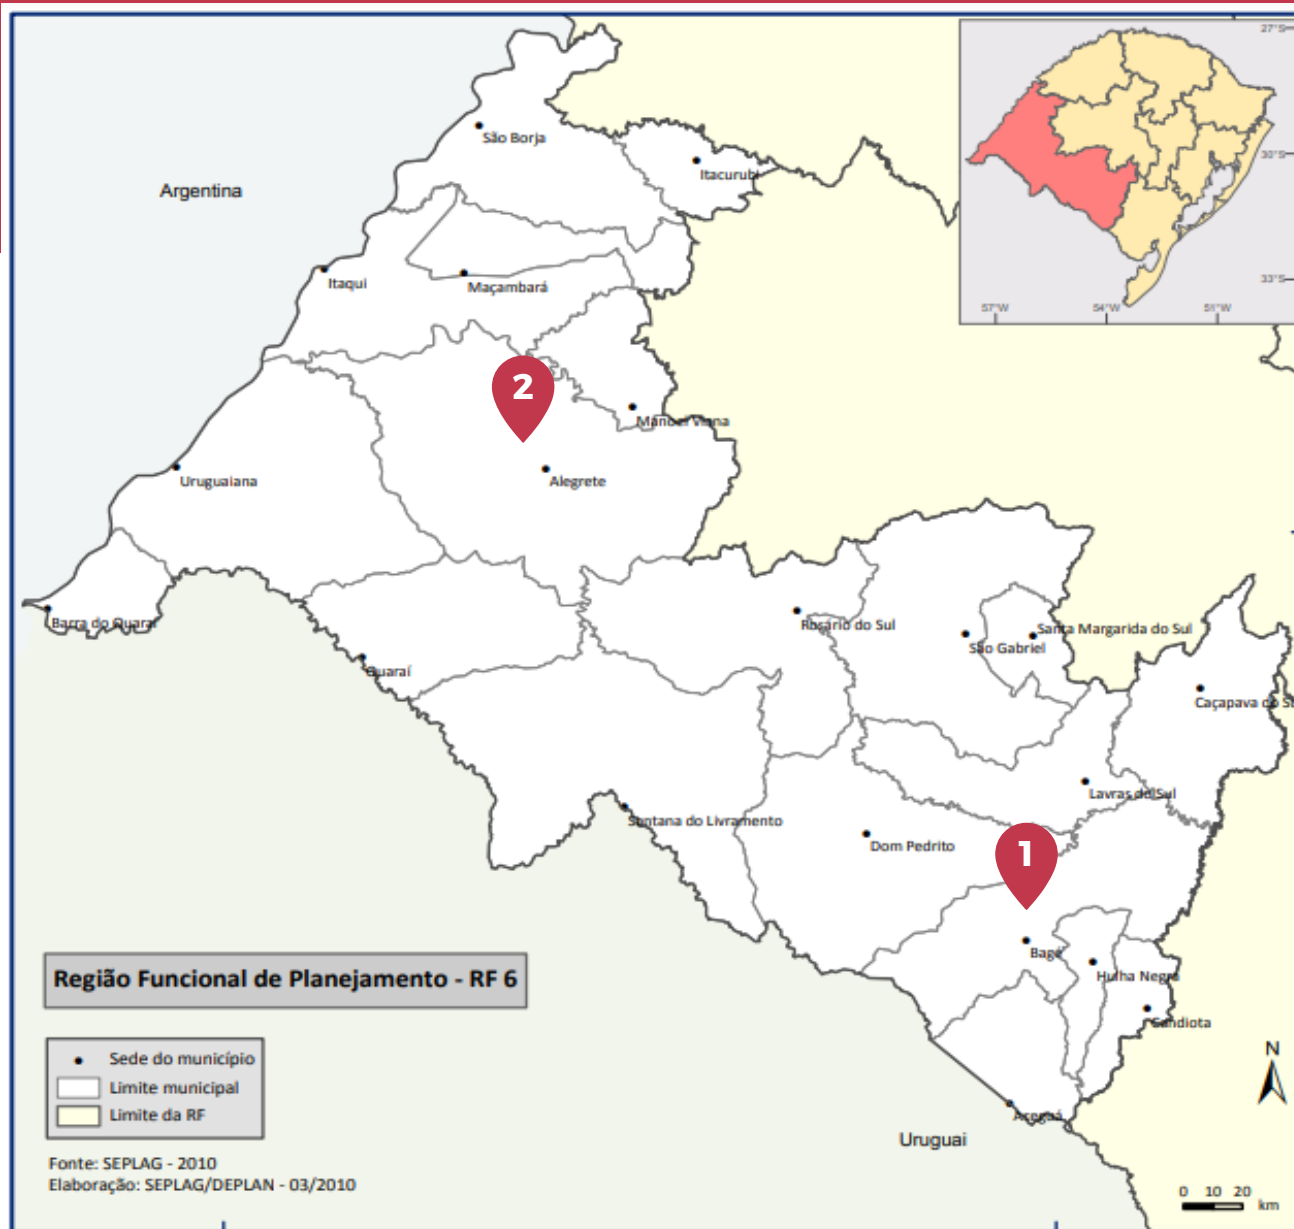 27°S
São Borja
Itacurubi
30°S
Argentina
Itaqui
Maçambará
33°S
57°W
54°W
51°W
2
Manoel Viana
Uruguaiana
Alegrete
Barra do Quaraí
Rosário do Sul
Santa Margarida do Sul
São Gabriel
Quaraí
Caçapava do S
Lavras do Sul
Santana do Livramento
Dom Pedrito
1
Bagé
Hulha Negra
Região Funcional de Planejamento - RF 6
Candiota
Sede do município
Limite municipal
Limite da RF
N
Aceguá
Uruguai
Fonte: SEPLAG - 2010
Elaboração: SEPLAG/DEPLAN - 03/2010
0 10 20
km